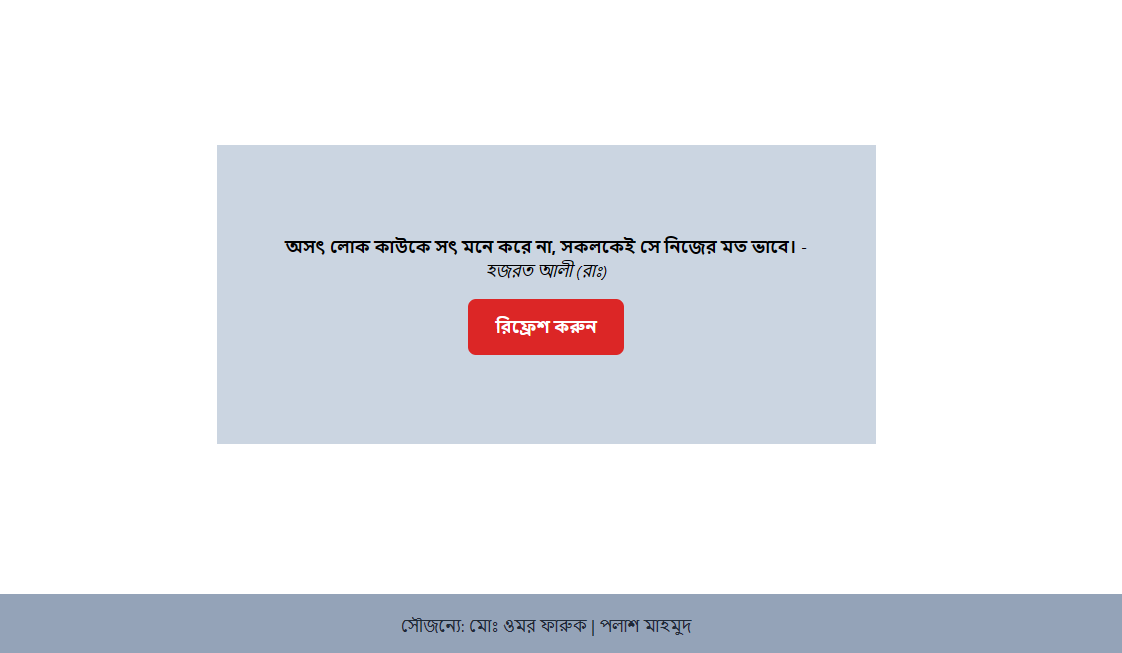 অসৎ লোক কাউকে সৎ মনে করে না, সকলকেই সে নিজের মত ভাবে। -
হজরত আলী (রাঃ)
রিফ্রেশ করুন
সৌজন্যে: মোঃ ওমর ফারুক | পলাশ মাহমুদ